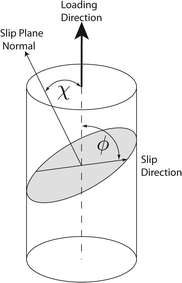 Loading
Direction
Slip Plane
Normal
χ
ϕ
Slip
Direction